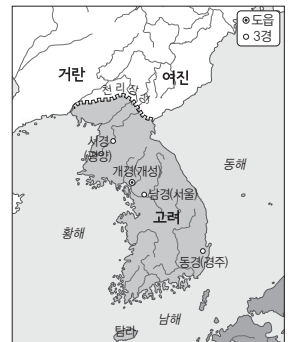 도읍
3경
거란
여진
천리장성
서경
(평양)
개경(개성)
남경(서울)
고려
동해
황해
동경(경주)
남해
탐라